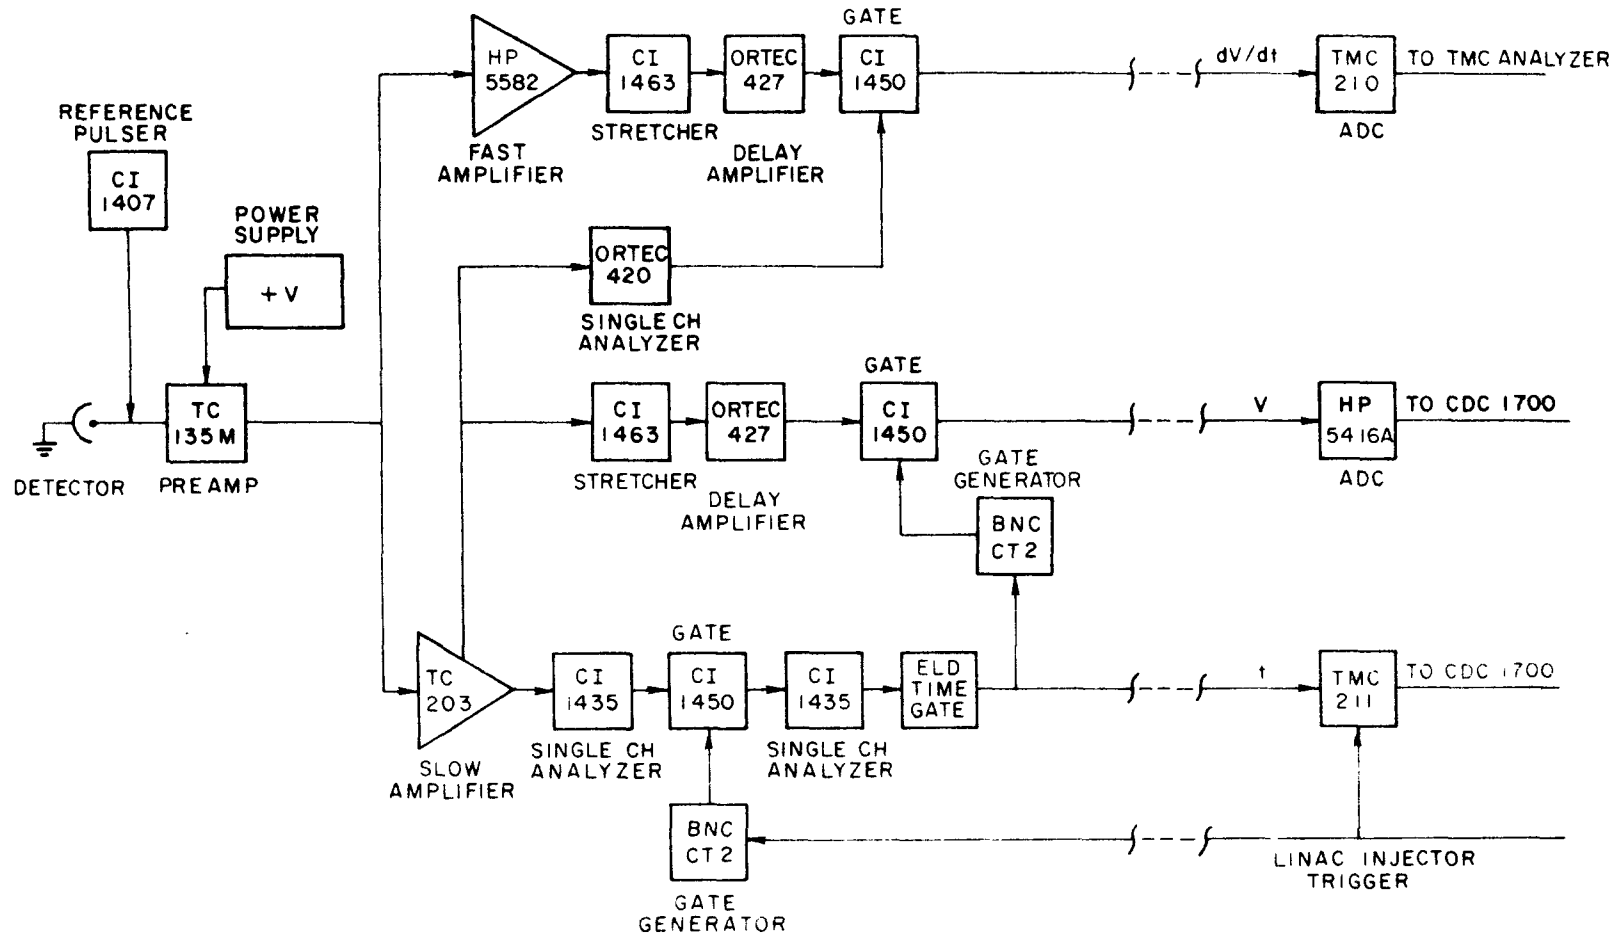 GATE
HP
5582
CI
1463
ORTEC
427
CI
1450
dV/dt
TMC
210
TO TMC ANALYZER
STRETCHER
ADC
FAST
AMPLIFIER
DELAY
AMPLIFIER
REFERENCE
PULSER
CI
1407
POWER
SUPPLY
+V
ORTEC
420
SINGLE CH
ANALYZER
GATE
TC
135M
CI
1463
ORTEC
427
CI
1450
V
HP
5416A
TO CDC 1700
DETECTOR
PREAMP
STRETCHER
DELAY
AMPLIFIER
GATE
GENERATOR
ADC
BNC
CT2
GATE
TC
203
CI
1435
CI
1450
CI
1435
ELD
TIME
GATE
t
TMC
211
TO CDC 1700
SLOW
AMPLIFIER
SINGLE CH
ANALYZER
SINGLE CH
ANALYZER
BNC
CT2
GATE
GENERATOR
LINAC INJECTOR
TRIGGER